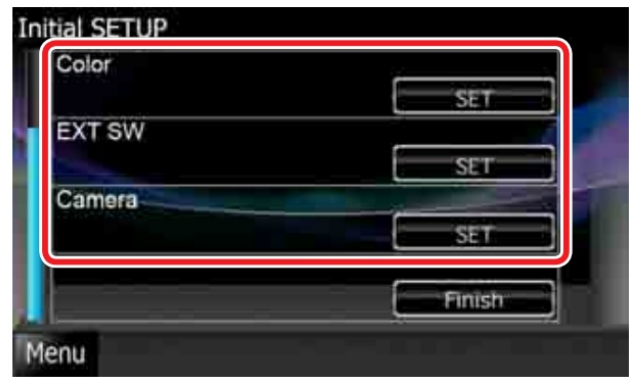 Initial SETUP
Color
SET
EXT SW
SET
Camera
SET
Finish
Menu